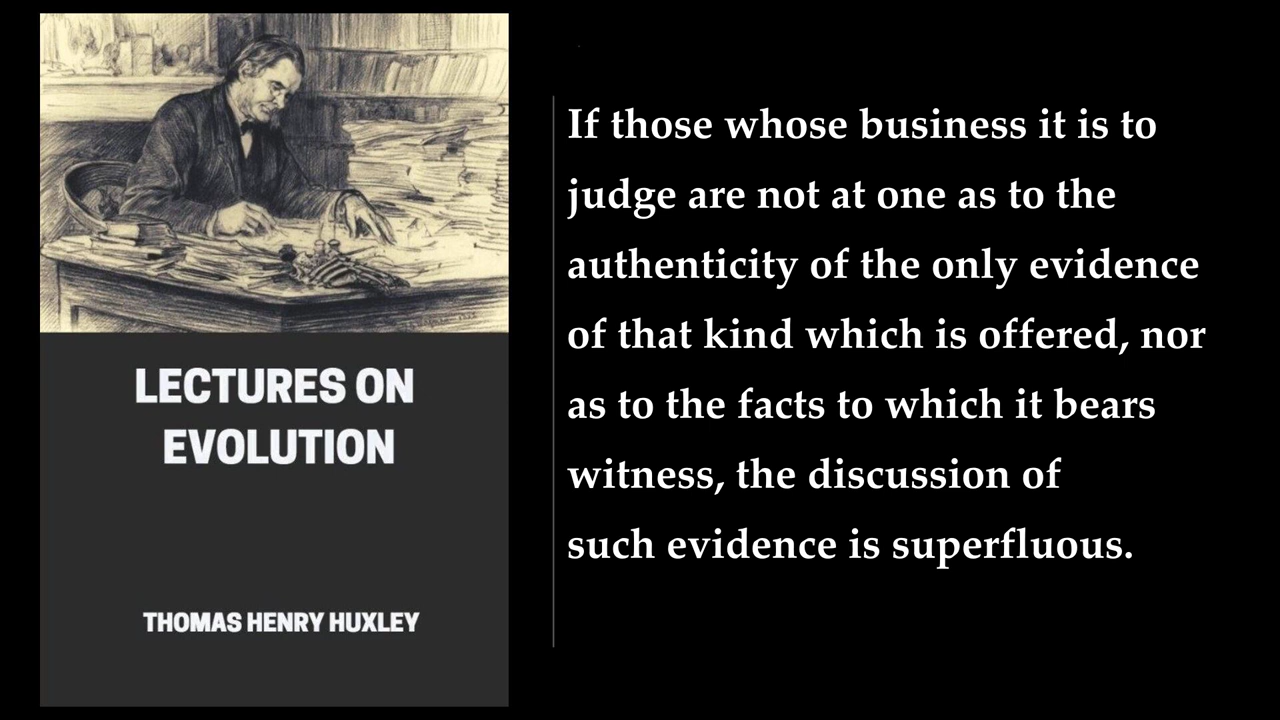 LECTURES ON
EVOLUTION
THOMAS HENRY HUXLEY
If those whose business it is to
judge are not at one as to the
authenticity of the only evidence
of that kind which is offered, nor
as to the facts to which it bears
witness, the discussion of
such evidence is superfluous.